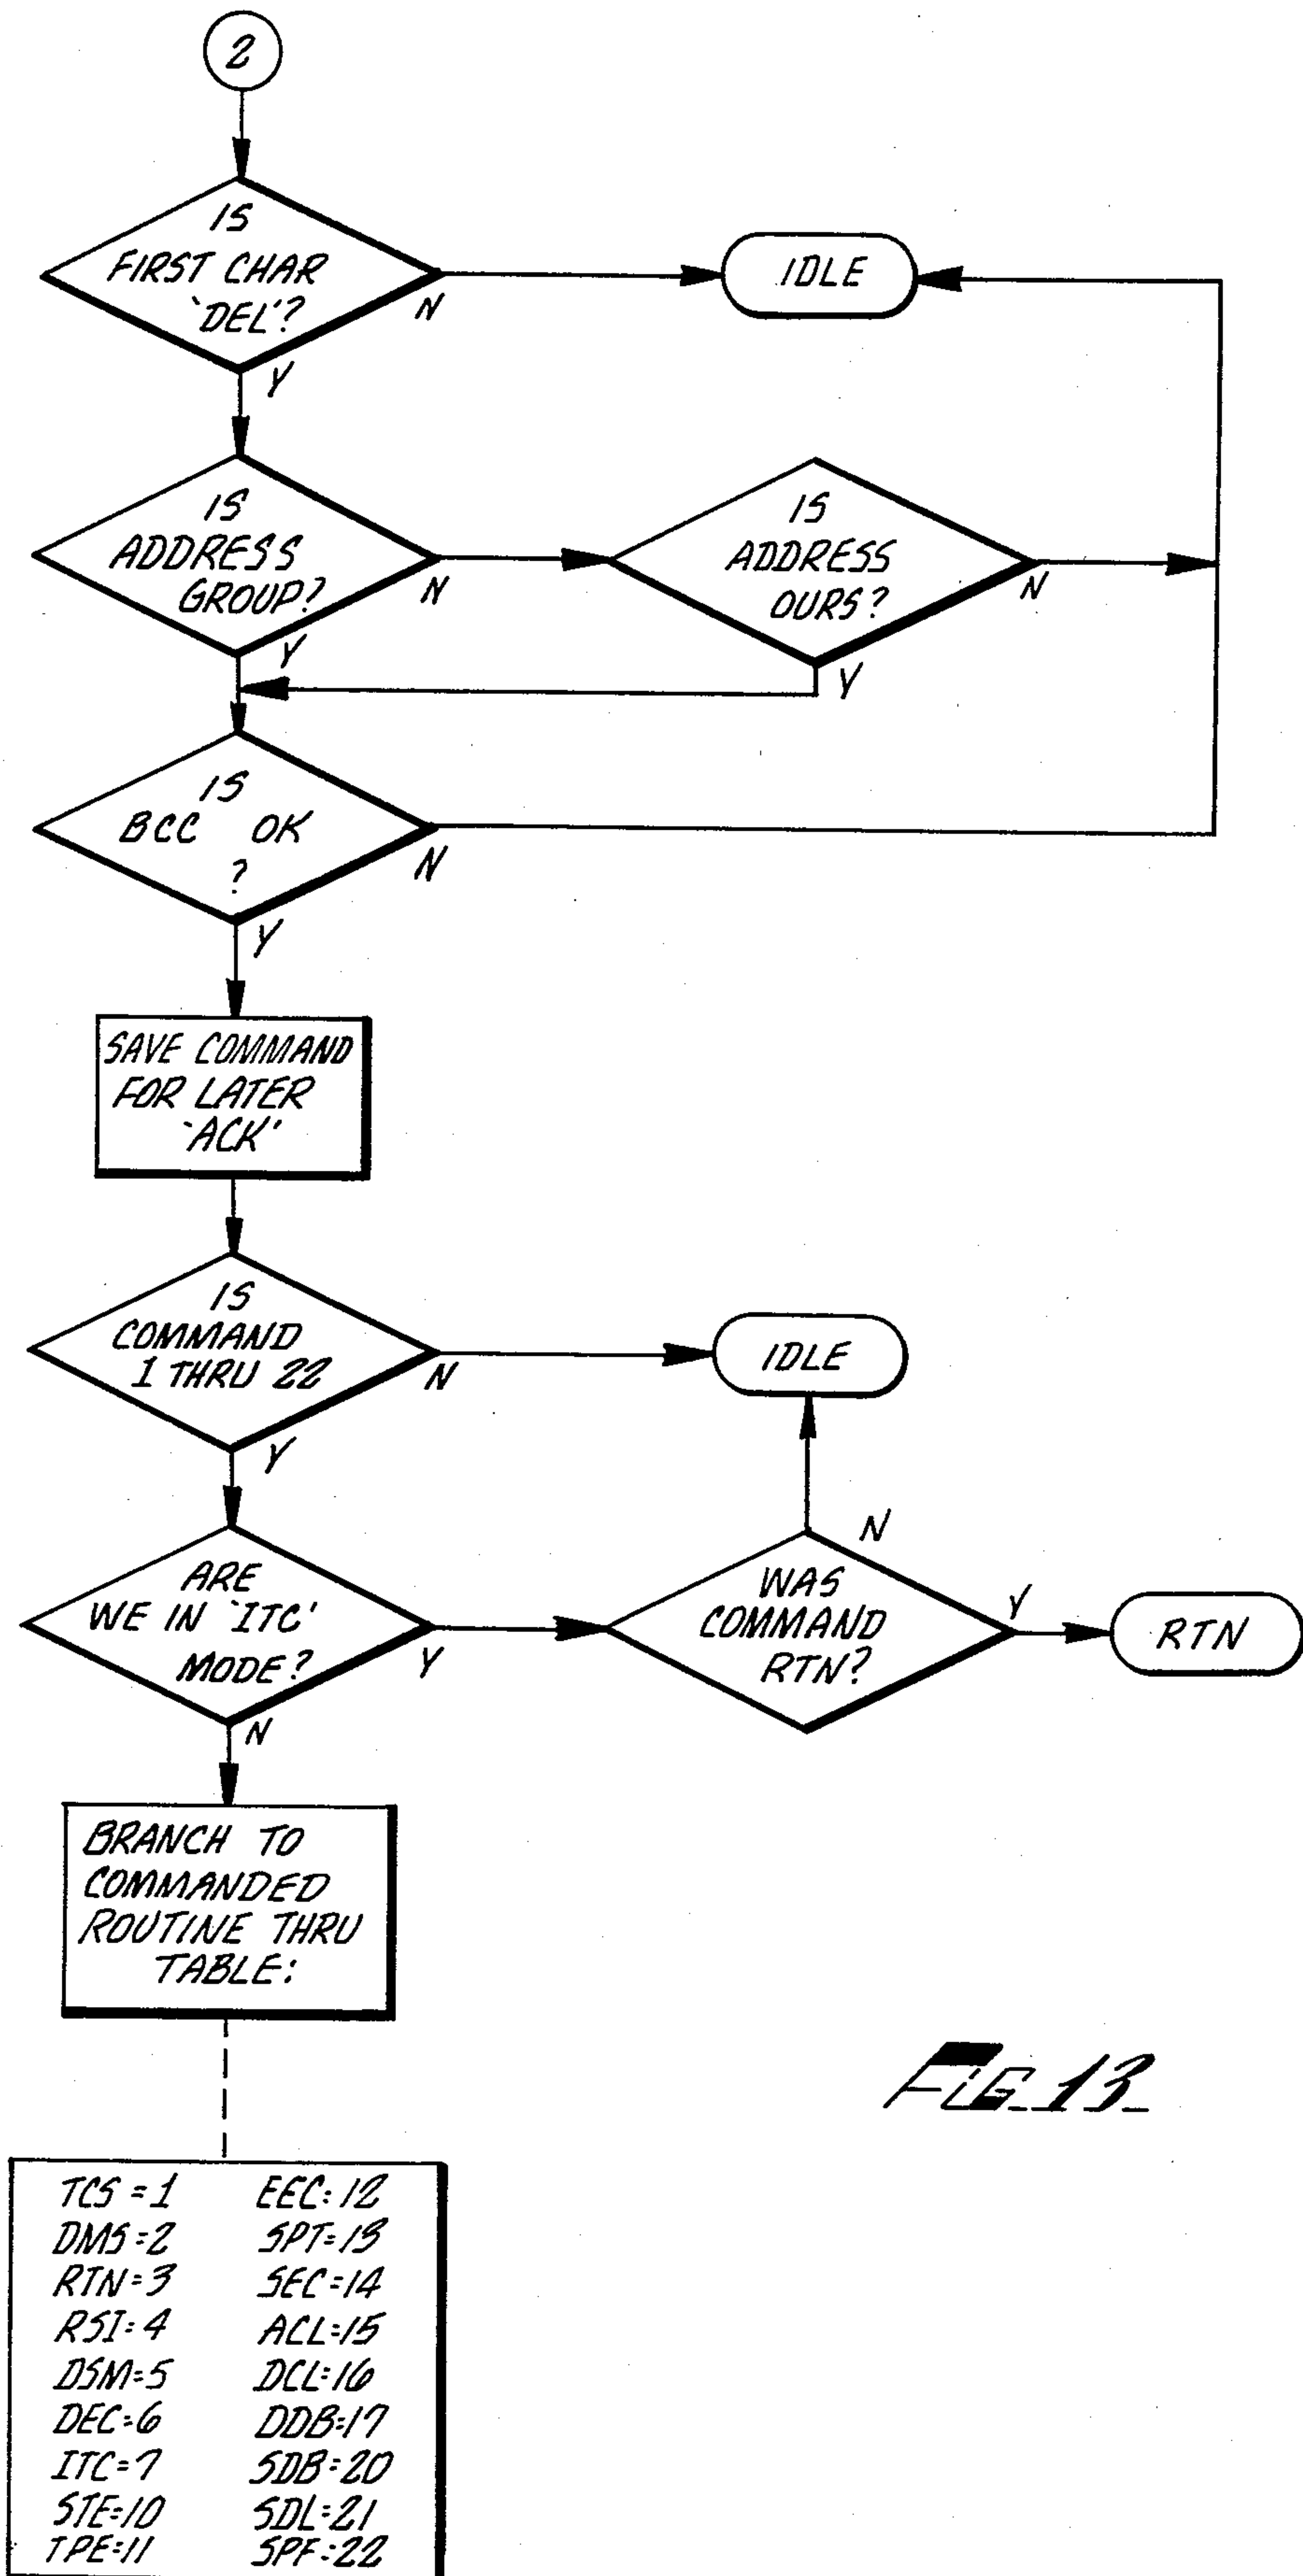 2
IS
FIRST CHAR
'DEL'?
N
Y
IDLE
IS
ADDRESS
GROUP?
N
Y
IS
ADDRESS
OURS?
N
Y
IS
BCC OK
?
N
Y
SAVE COMMAND
FOR LATER
'ACK'
IS
COMMAND
1 THRU 22
N
Y
IDLE
ARE
WE IN 'ITC'
MODE?
Y
N
WAS
COMMAND
RTN?
N
Y
RTN
BRANCH TO
COMMANDED
ROUTINE THRU
TABLE:
TCS=1 EEC=12
DMS=2 SPT=13
RTN=3 SEC=14
RSI=4 ACL=15
DSM=5 DCL=16
DEC=6 DDB=17
ITC=7 SDB=20
STE=10 SDL=21
TPE=11 SPF=22
FIG. 13